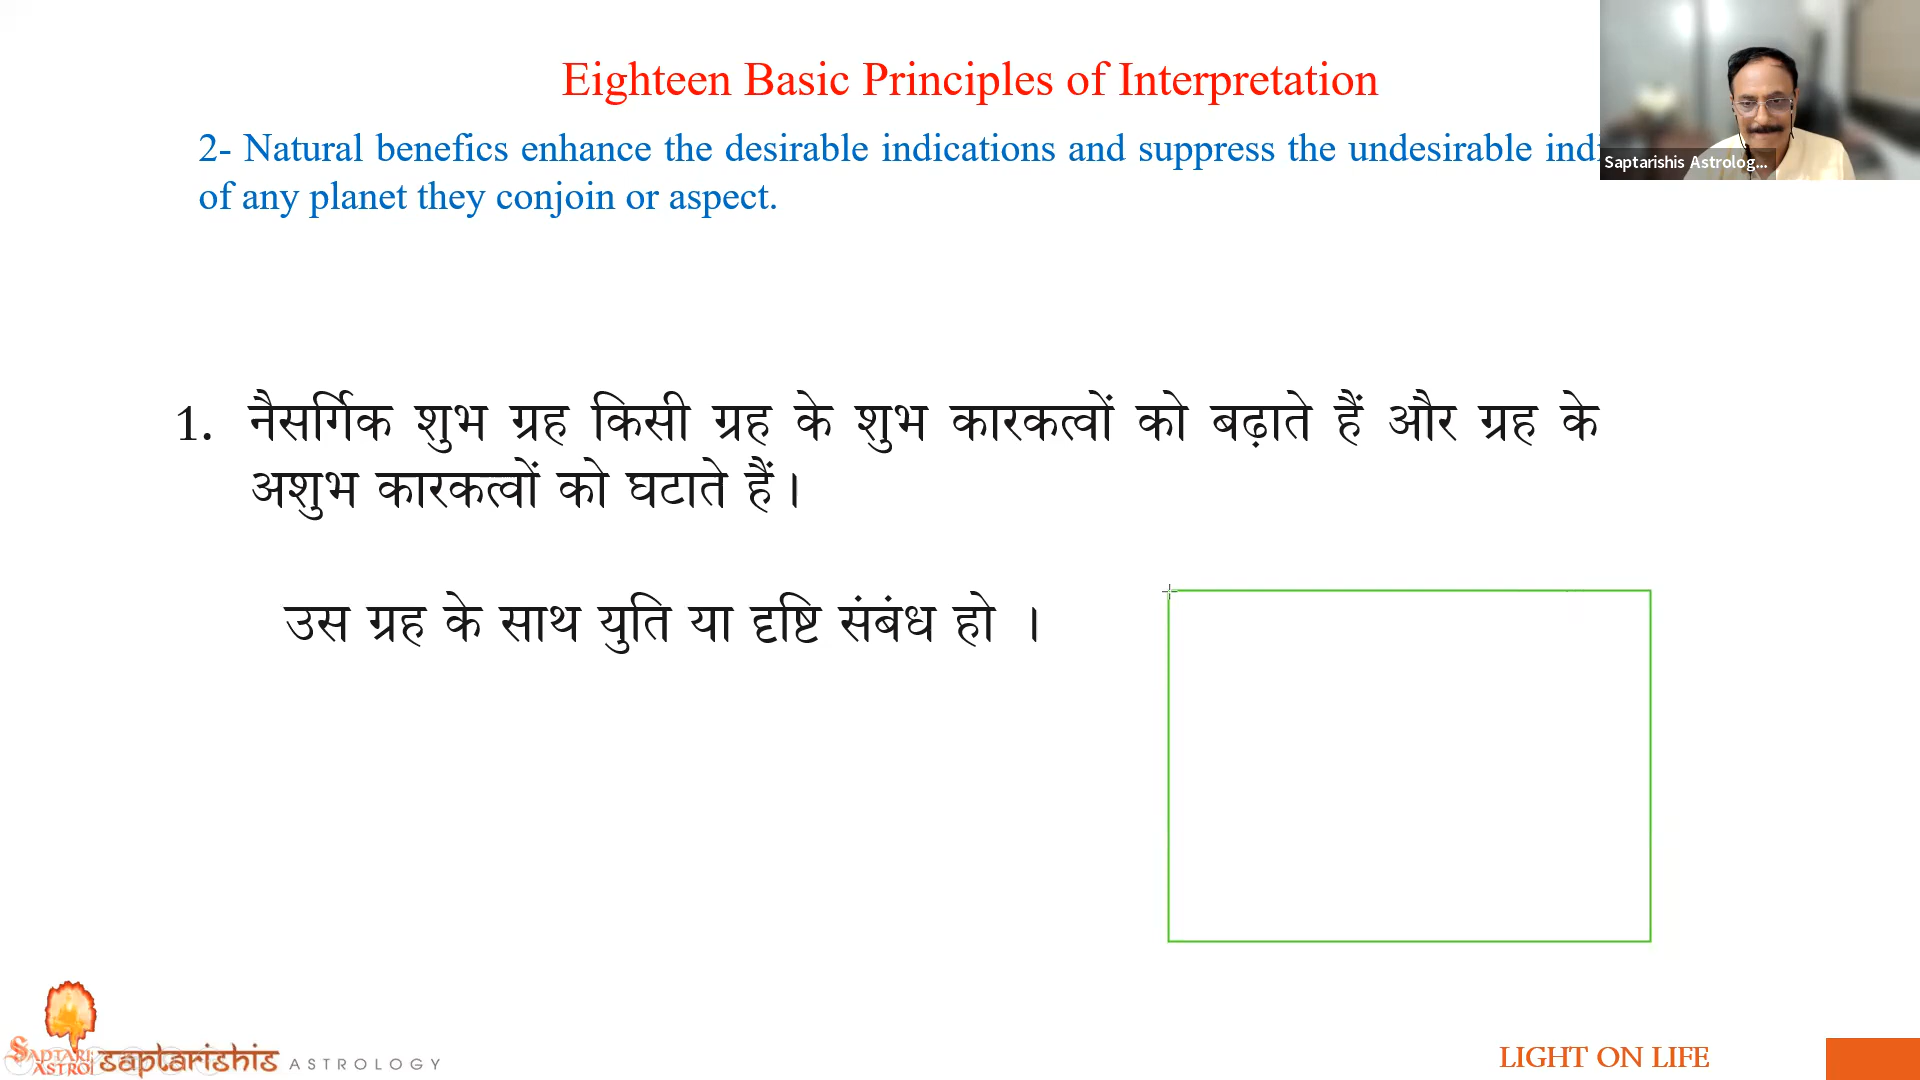 Eighteen Basic Principles of Interpretation
2- Natural benefics enhance the desirable indications and suppress the undesirable
of any planet they conjoin or aspect.
Saptarishis Astrolog...
1. नैसर्गिक शुभ ग्रह किसी ग्रह के शुभ कारकत्वों को बढ़ाते हैं और ग्रह के
अशुभ कारकत्वों को घटाते हैं।
उस ग्रह के साथ युति या दृष्टि संबंध हो ।
saptarishis ASTROLOGY
LIGHT ON LIFE